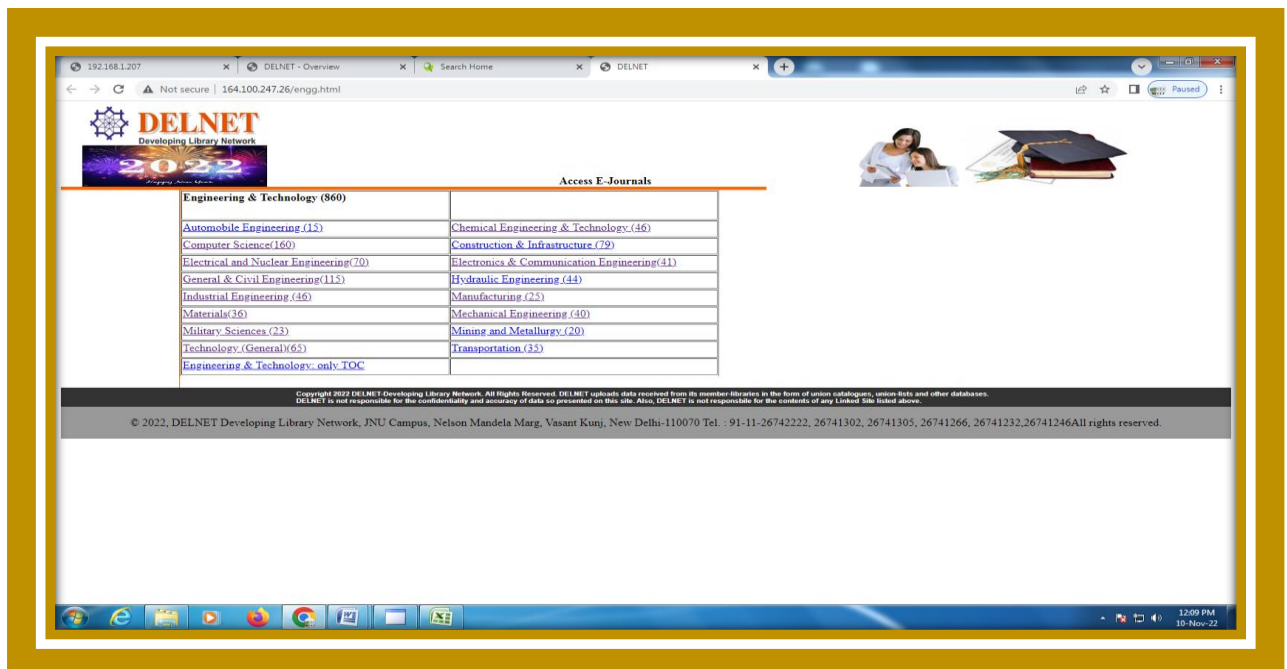 192.168.1.207
DELNET - Overview
Search Home
DELNET
Not secure | 164.100.247.26/engg.html
Paused
DELNET
Developing Library Network
2022
Access E-Journals
Engineering & Technology (860)
Automobile Engineering (15) Chemical Engineering & Technology (46)
Computer Science(160) Construction & Infrastructure (79)
Electrical and Nuclear Engineering(70) Electronics & Communication Engineering(41)
General & Civil Engineering(115) Hydraulic Engineering (44)
Industrial Engineering (46) Manufacturing (25)
Materials(36) Mechanical Engineering (40)
Military Sciences (23) Mining and Metallurgy (20)
Technology (General)(65) Transportation (35)
Engineering & Technology: only TOC
Copyright 2022 DELNET-Developing Library Network. All Rights Reserved. DELNET uploads data received from its member-libraries in the form of union catalogues, union-lists and other databases.
DELNET is not responsible for the confidentiality and accuracy of data so presented on this site. Also, DELNET is not responsbile for the contents of any Linked Site listed above.
© 2022, DELNET Developing Library Network, JNU Campus, Nelson Mandela Marg, Vasant Kunj, New Delhi-110070 Tel. : 91-11-26742222, 26741302, 26741305, 26741266, 26741232,26741246All rights reserved.
12:09 PM
10-Nov-22